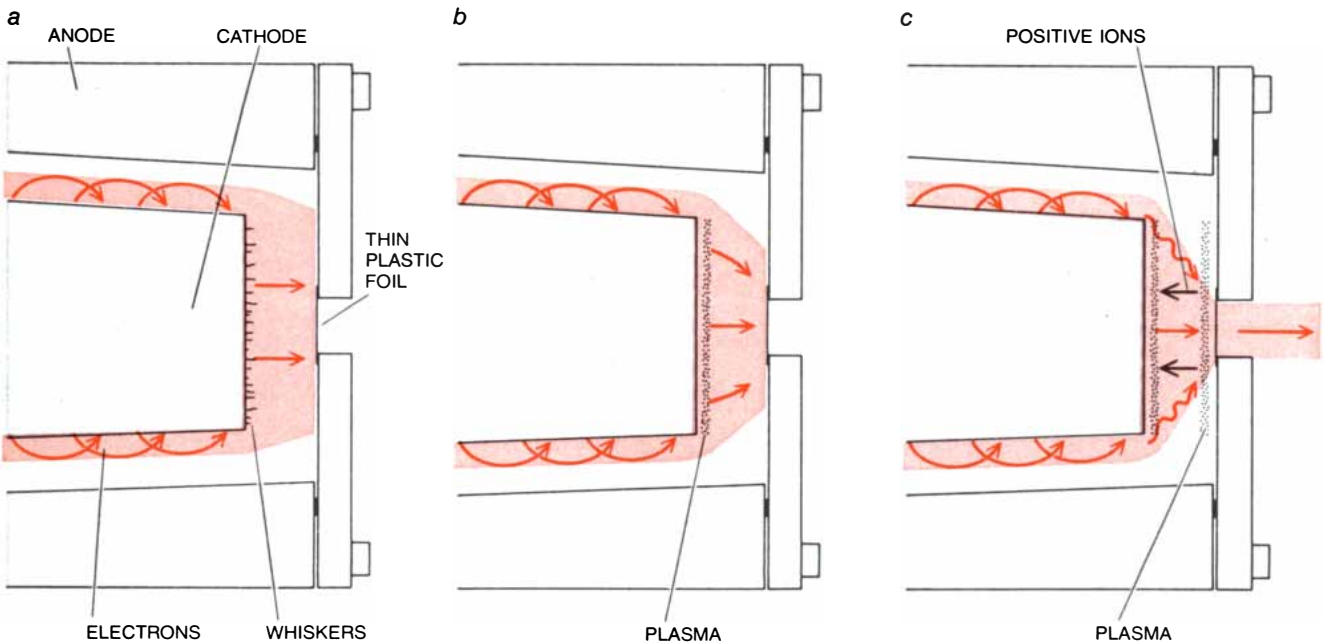 a
ANODE
CATHODE
THIN
PLASTIC
FOIL
ELECTRONS
WHISKERS
b
PLASMA
c
POSITIVE IONS
PLASMA